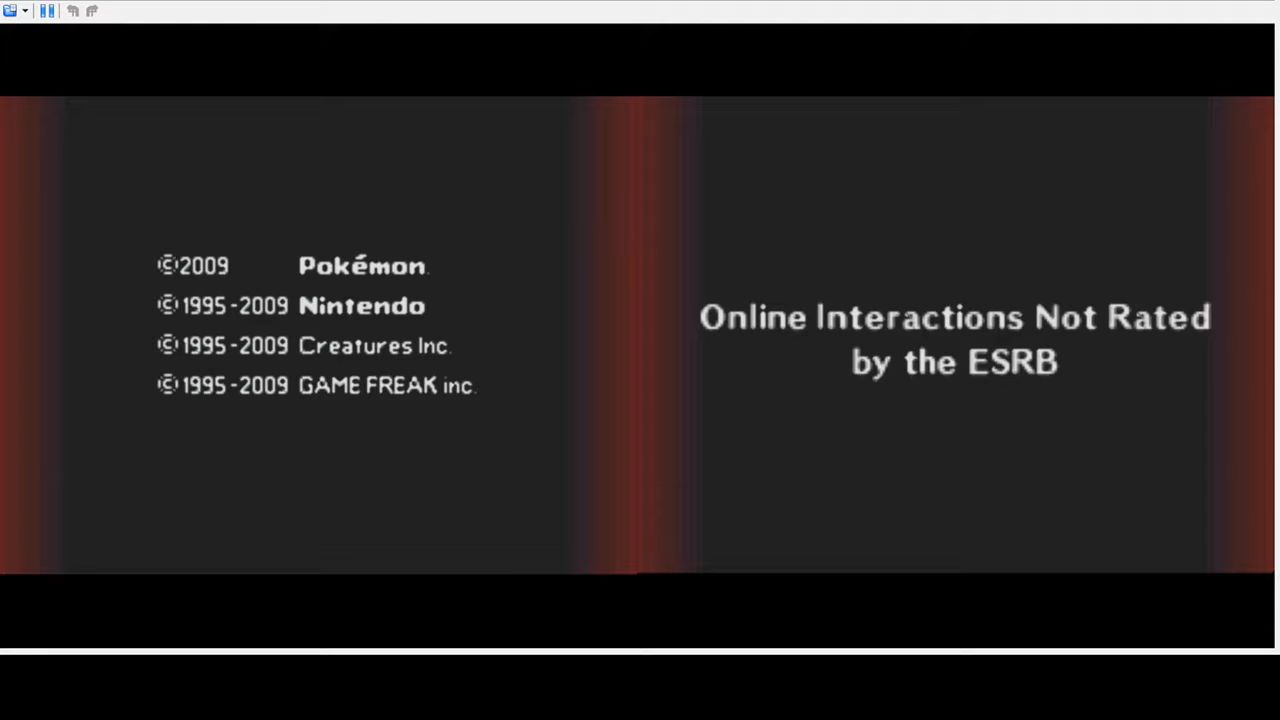 ©2009 Pokémon.
©1995-2009 Nintendo
©1995-2009 Creatures Inc.
©1995-2009 GAME FREAK inc.
Online Interactions Not Rated
by the ESRB